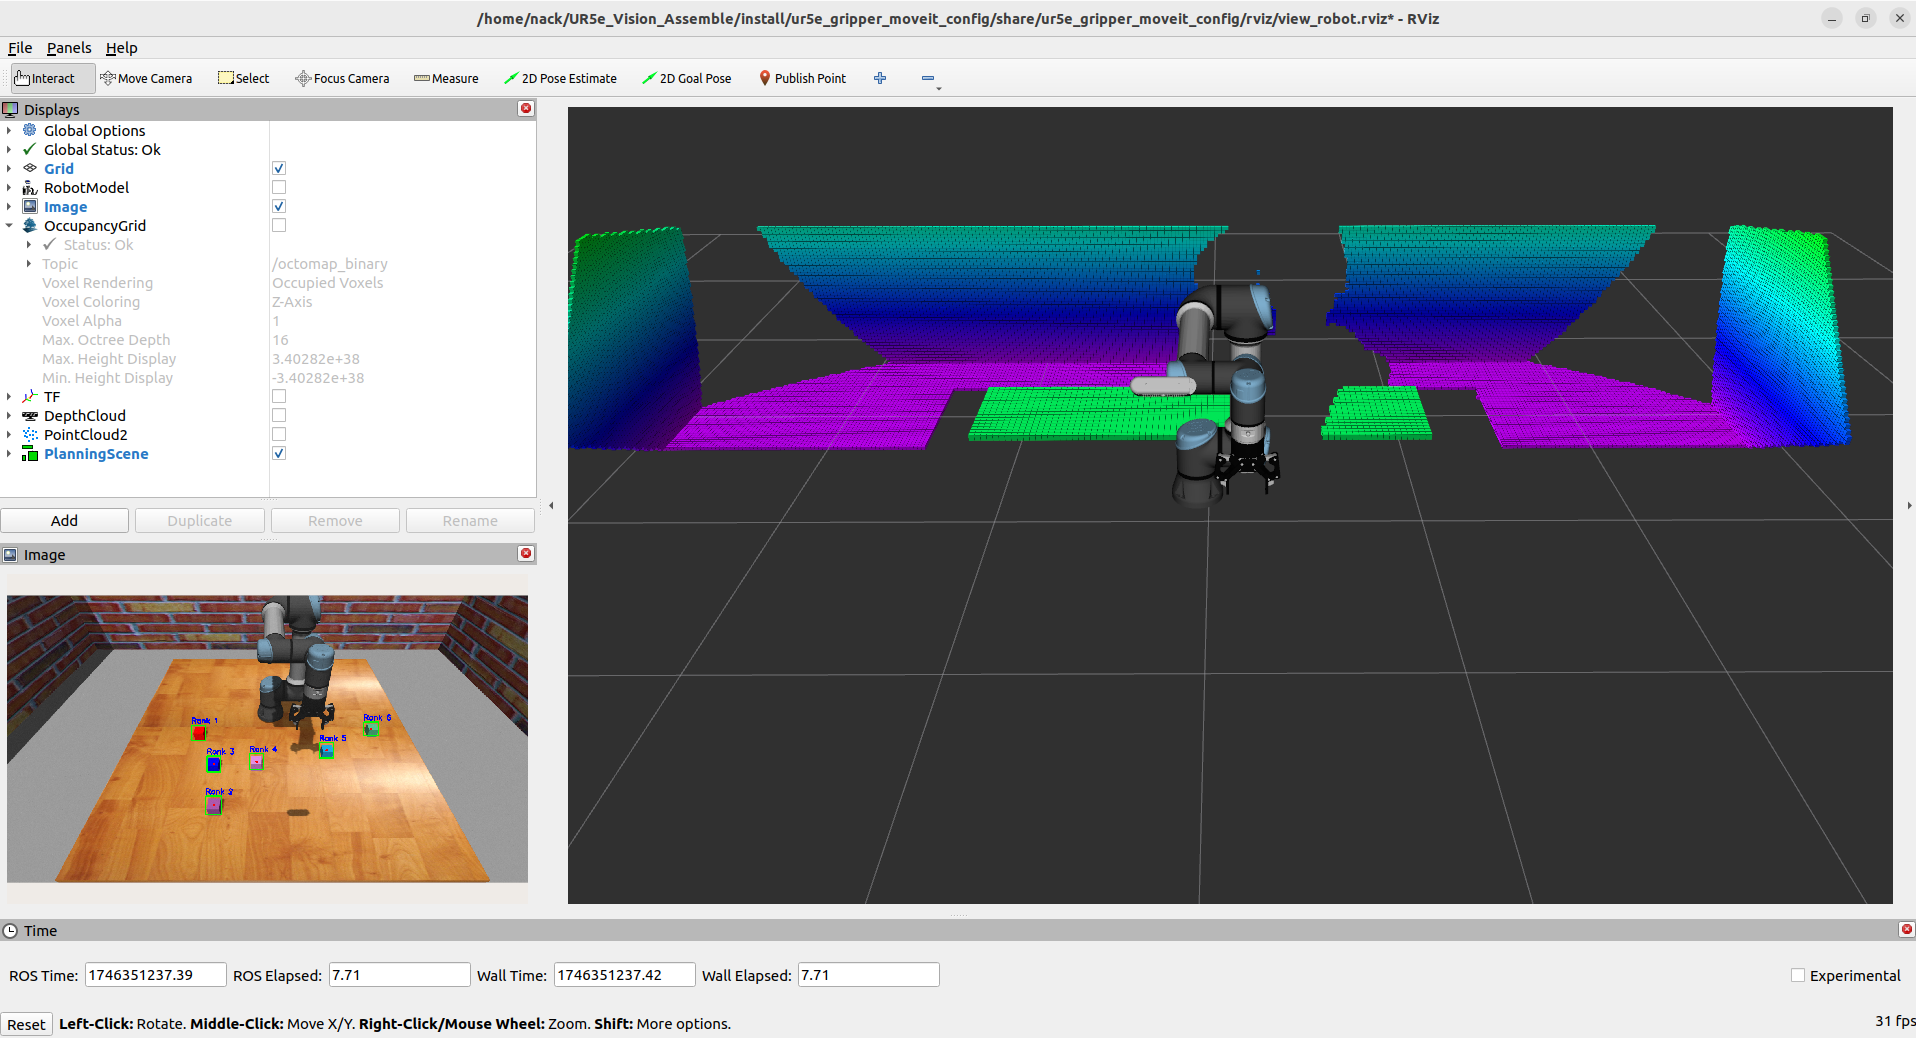 /home/nack/UR5e_Vision_Assemble/install/ur5e_gripper_moveit_config/share/ur5e_gripper_moveit_config/rviz/view_robot.rviz* - RViz
File Panels Help
Interact Move Camera Select Focus Camera Measure 2D Pose Estimate 2D Goal Pose Publish Point
Displays
Global Options
Global Status: Ok
Grid
RobotModel
Image
OccupancyGrid
Status: Ok
Topic /octomap_binary
Voxel Rendering Occupied Voxels
Voxel Coloring Z-Axis
Voxel Alpha 1
Max. Octree Depth 16
Max. Height Display 3.40282e+38
Min. Height Display -3.40282e+38
TF
DepthCloud
PointCloud2
PlanningScene
Add Duplicate Remove Rename
Image
Rank 1
Rank 6
Rank 5
Rank 3 Rank 4
Rank 2
Time
ROS Time: 1746351237.39 ROS Elapsed: 7.71 Wall Time: 1746351237.42 Wall Elapsed: 7.71 Experimental
Reset Left-Click: Rotate. Middle-Click: Move X/Y. Right-Click/Mouse Wheel: Zoom. Shift: More options. 31 fps